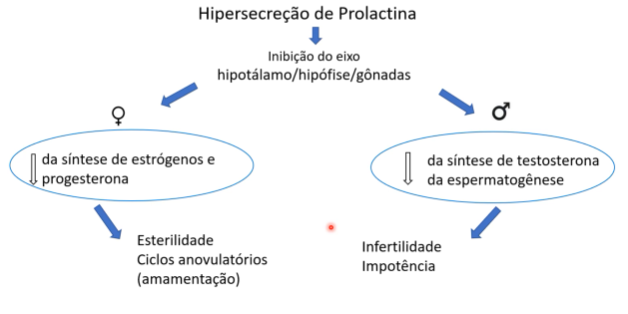 Hipersecreção de Prolactina
Inibição do eixo
hipotálamo/hipófise/gônadas
♀
♂
da síntese de estrógenos e
progesterona
da síntese de testosterona
da espermatogênese
Esterilidade
Ciclos anovulatórios
(amamentação)
Infertilidade
Impotência